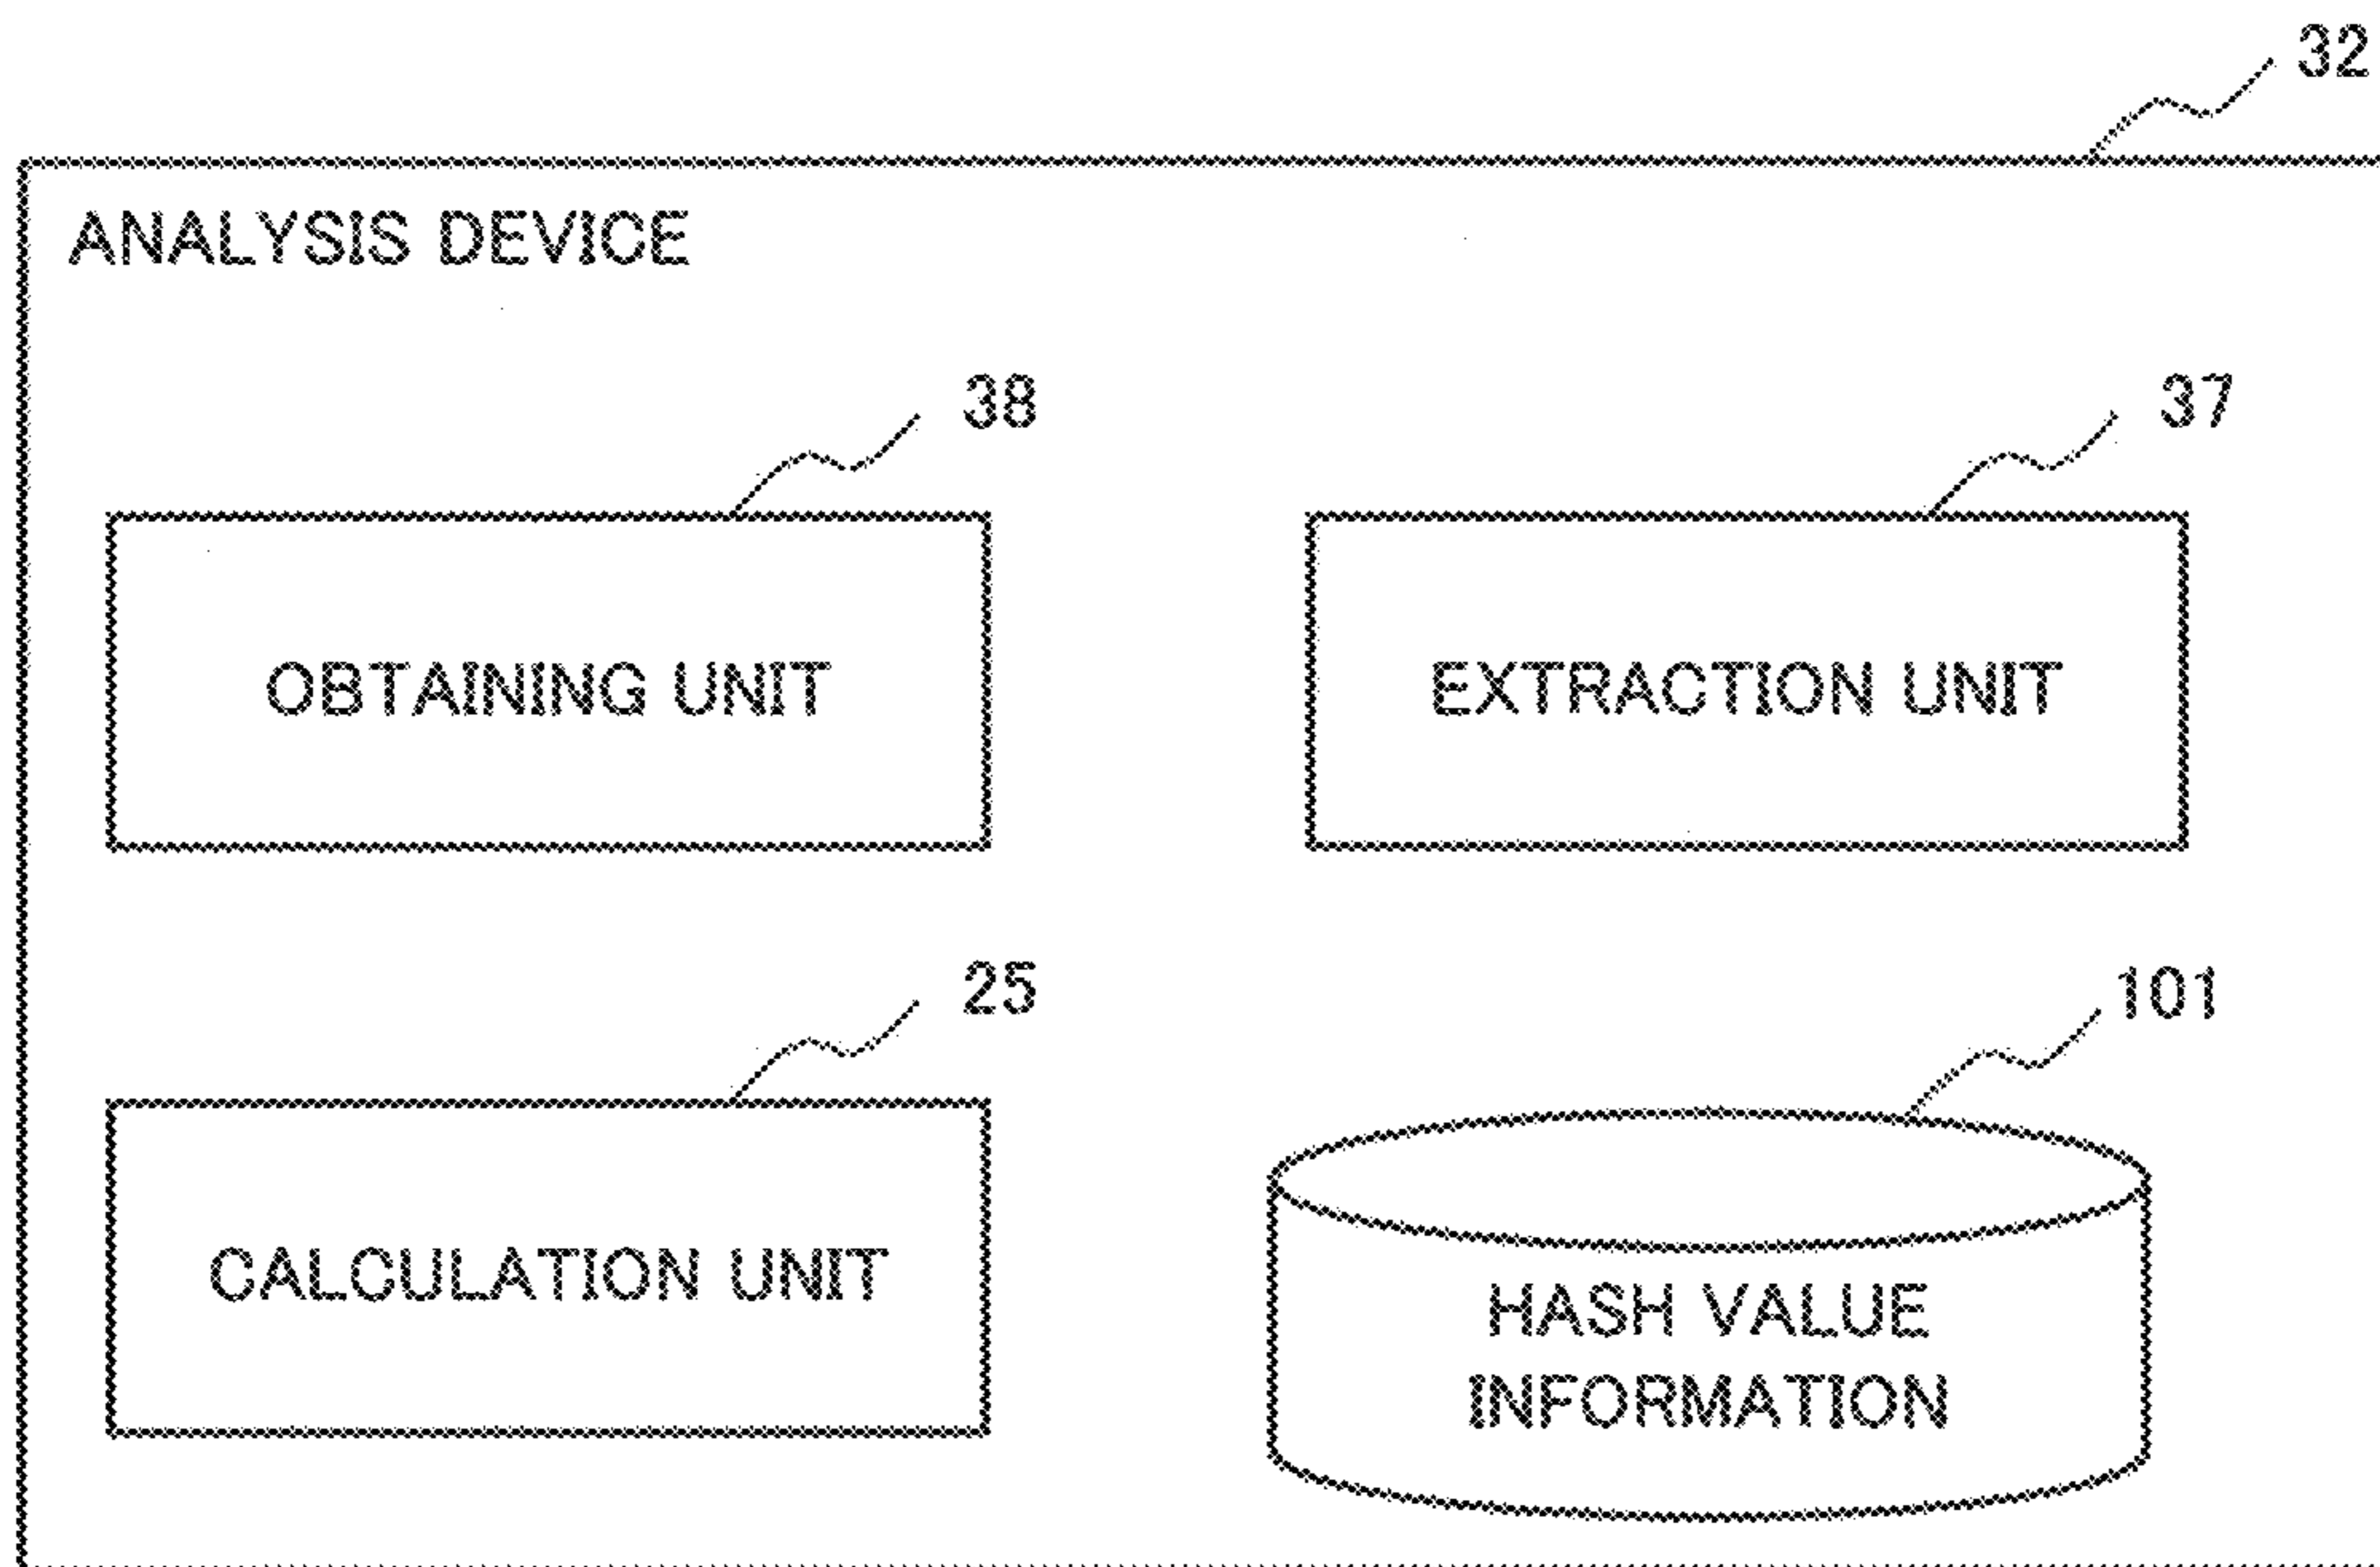 32
ANALYSIS DEVICE
38
37
OBTAINING UNIT
EXTRACTION UNIT
25
101
CALCULATION UNIT
HASH VALUE
INFORMATION